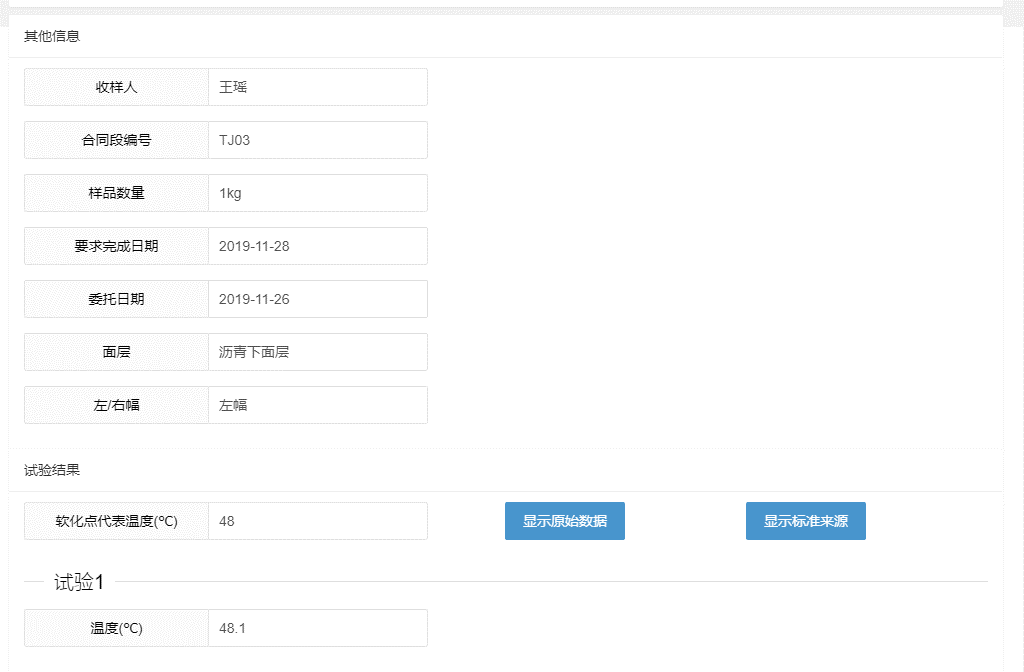 其他信息
收样人 王瑶
合同段编号 TJ03
样品数量 1kg
要求完成日期 2019-11-28
委托日期 2019-11-26
面层 沥青下面层
左/右幅 左幅
试验结果
软化点代表温度(℃) 48 显示原始数据 显示标准来源
试验1
温度(℃) 48.1